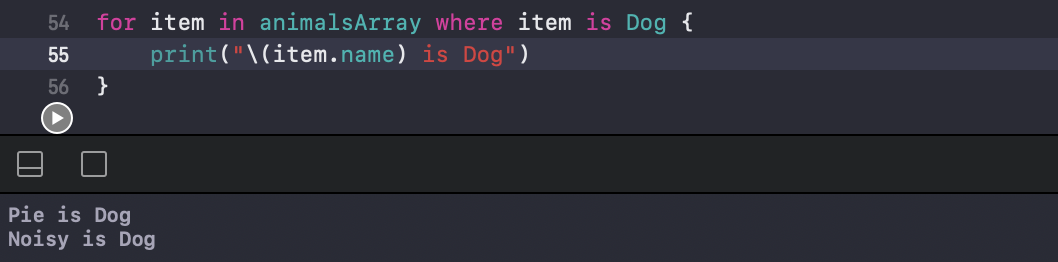 54 for item in animalsArray where item is Dog {
55     print("\(item.name) is Dog")
56 }
Pie is Dog
Noisy is Dog